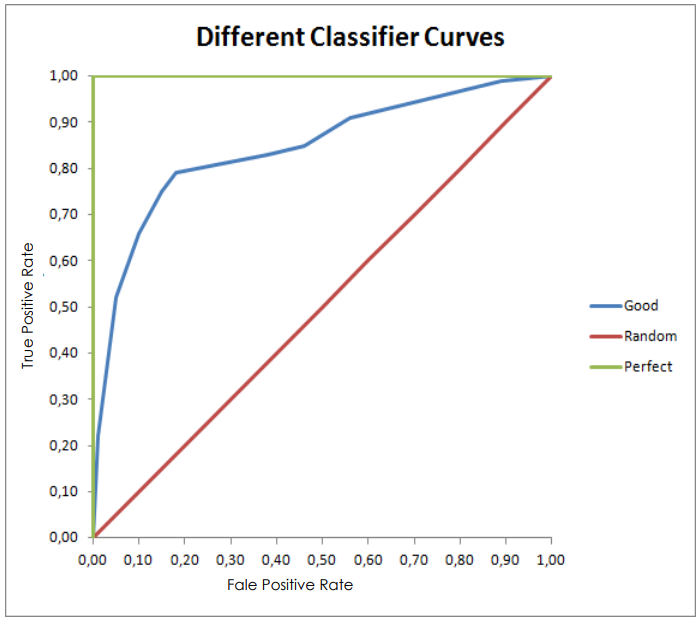 Different Classifier Curves
1,00
0,90
0,80
0,70
0,60
0,50
0,40
0,30
0,20
0,10
0,00
True Positive Rate
0,00 0,10 0,20 0,30 0,40 0,50 0,60 0,70 0,80 0,90 1,00
Fale Positive Rate
Good
Random
Perfect